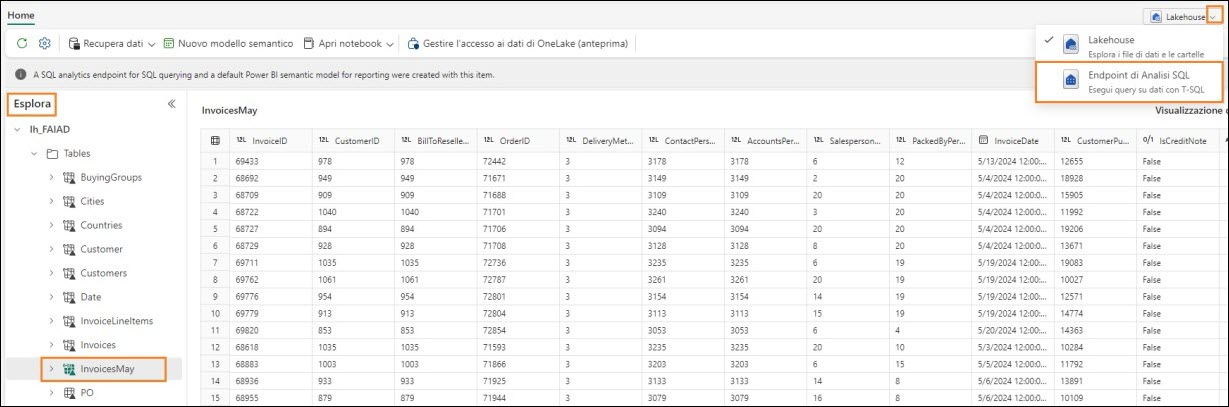 Home
Lakehouse
Recupera dati
Nuovo modello semantico
Apri notebook
Gestire l'accesso ai dati di OneLake (anteprima)
Lakehouse
Esplora i file di dati e le cartelle
Endpoint di Analisi SQL
Esegui query su dati con T-SQL
A SQL analytics endpoint for SQL querying and a default Power BI semantic model for reporting were created with this item.
Esplora
lh_FAIAD
Tables
BuyingGroups
Cities
Countries
Customer
Customers
Date
InvoiceLineItems
Invoices
InvoicesMay
PO
InvoicesMay
Visualizzazione d
12L InvoiceID 12L CustomerID 12L BillToReselle... 12L OrderID 12L DeliveryMet... 12L ContactPers... 12L AccountsPer... 12L Salesperson... 12L PackedByPer... InvoiceDate 12L CustomerPu... 0/1 IsCreditNote
1 69433 978 978 72442 3 3178 3178 6 12 5/13/2024 12:00:... 12655 False
2 68692 949 949 71671 3 3149 3149 2 20 5/4/2024 12:00:0... 18928 False
3 68709 909 909 71688 3 3109 3109 20 20 5/4/2024 12:00:0... 15905 False
4 68722 1040 1040 71701 3 3240 3240 3 20 5/4/2024 12:00:0... 11992 False
5 68727 894 894 71706 3 3094 3094 20 20 5/4/2024 12:00:0... 19206 False
6 68729 928 928 71708 3 3128 3128 8 20 5/4/2024 12:00:0... 13671 False
7 69711 1035 1035 72736 3 3235 3235 6 19 5/19/2024 12:00:... 19083 False
8 69762 1061 1061 72787 3 3261 3261 20 19 5/19/2024 12:00:... 10027 False
9 69776 954 954 72801 3 3154 3154 14 19 5/19/2024 12:00:... 12571 False
10 69779 913 913 72804 3 3113 3113 15 19 5/19/2024 12:00:... 14774 False
11 69820 853 853 72854 3 3053 3053 6 4 5/20/2024 12:00:... 14363 False
12 68618 1035 1035 71593 3 3235 3235 20 10 5/3/2024 12:00:0... 10284 False
13 68883 1003 1003 71866 3 3203 3203 6 15 5/5/2024 12:00:0... 11792 False
14 68936 933 933 71925 3 3133 3133 14 8 5/6/2024 12:00:0... 13891 False
15 68955 879 879 71944 3 3079 3079 16 8 5/6/2024 12:00:0... 10109 False